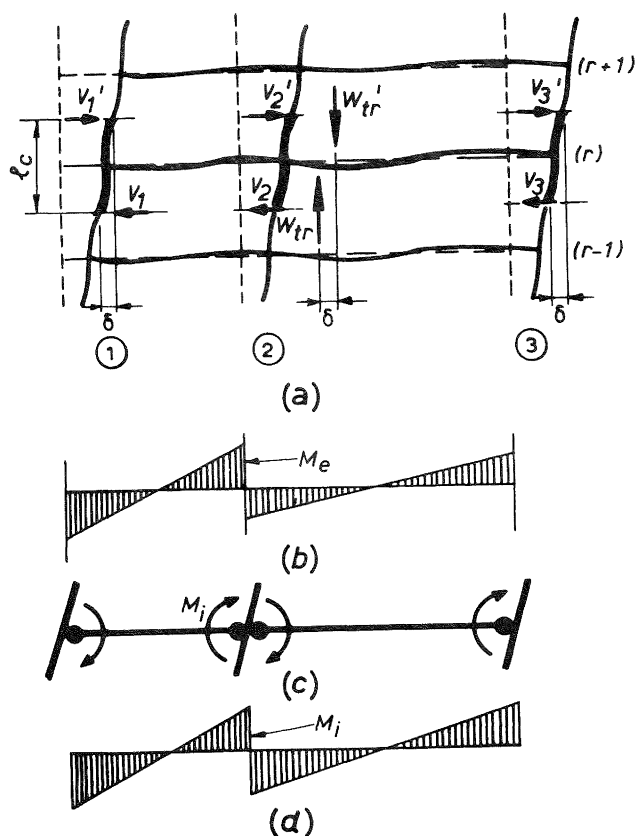 (r+1)
V₁' V₂' Wtr' V₃'
ℓc (r)
V₁ V₂ V₃
Wtr
(r-1)
δ δ δ
1 2 3
(a)
Me
(b)
Mi
(c)
Mi
(d)